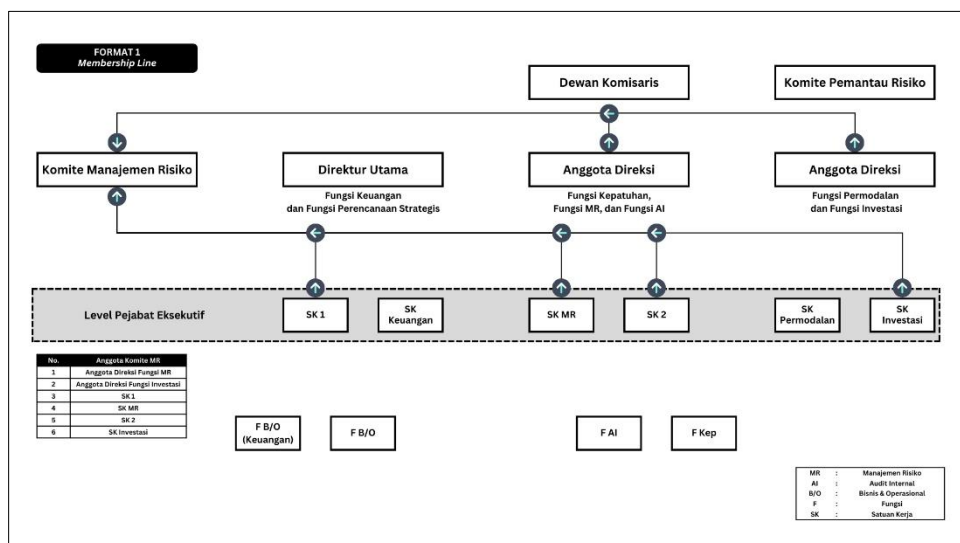 FORMAT 1
Membership Line
Dewan Komisaris
Komite Pemantau Risiko
Komite Manajemen Risiko
Direktur Utama
Anggota Direksi
Anggota Direksi
Fungsi Keuangan
dan Fungsi Perencanaan Strategis
Fungsi Kepatuhan,
Fungsi MR, dan Fungsi AI
Fungsi Permodalan
dan Fungsi Investasi
Level Pejabat Eksekutif
SK 1
SK
Keuangan
SK MR
SK 2
SK
Permodalan
SK
Investasi
No. Anggota Komite MR
1 Anggota Direksi Fungsi MR
2 Anggota Direksi Fungsi Investasi
3 SK 1
4 SK MR
5 SK 2
6 SK Investasi
F B/O
(Keuangan)
F B/O
F AI
F Kep
MR : Manajemen Risiko
AI : Audit Internal
B/O : Bisnis & Operasional
F : Fungsi
SK : Satuan Kerja